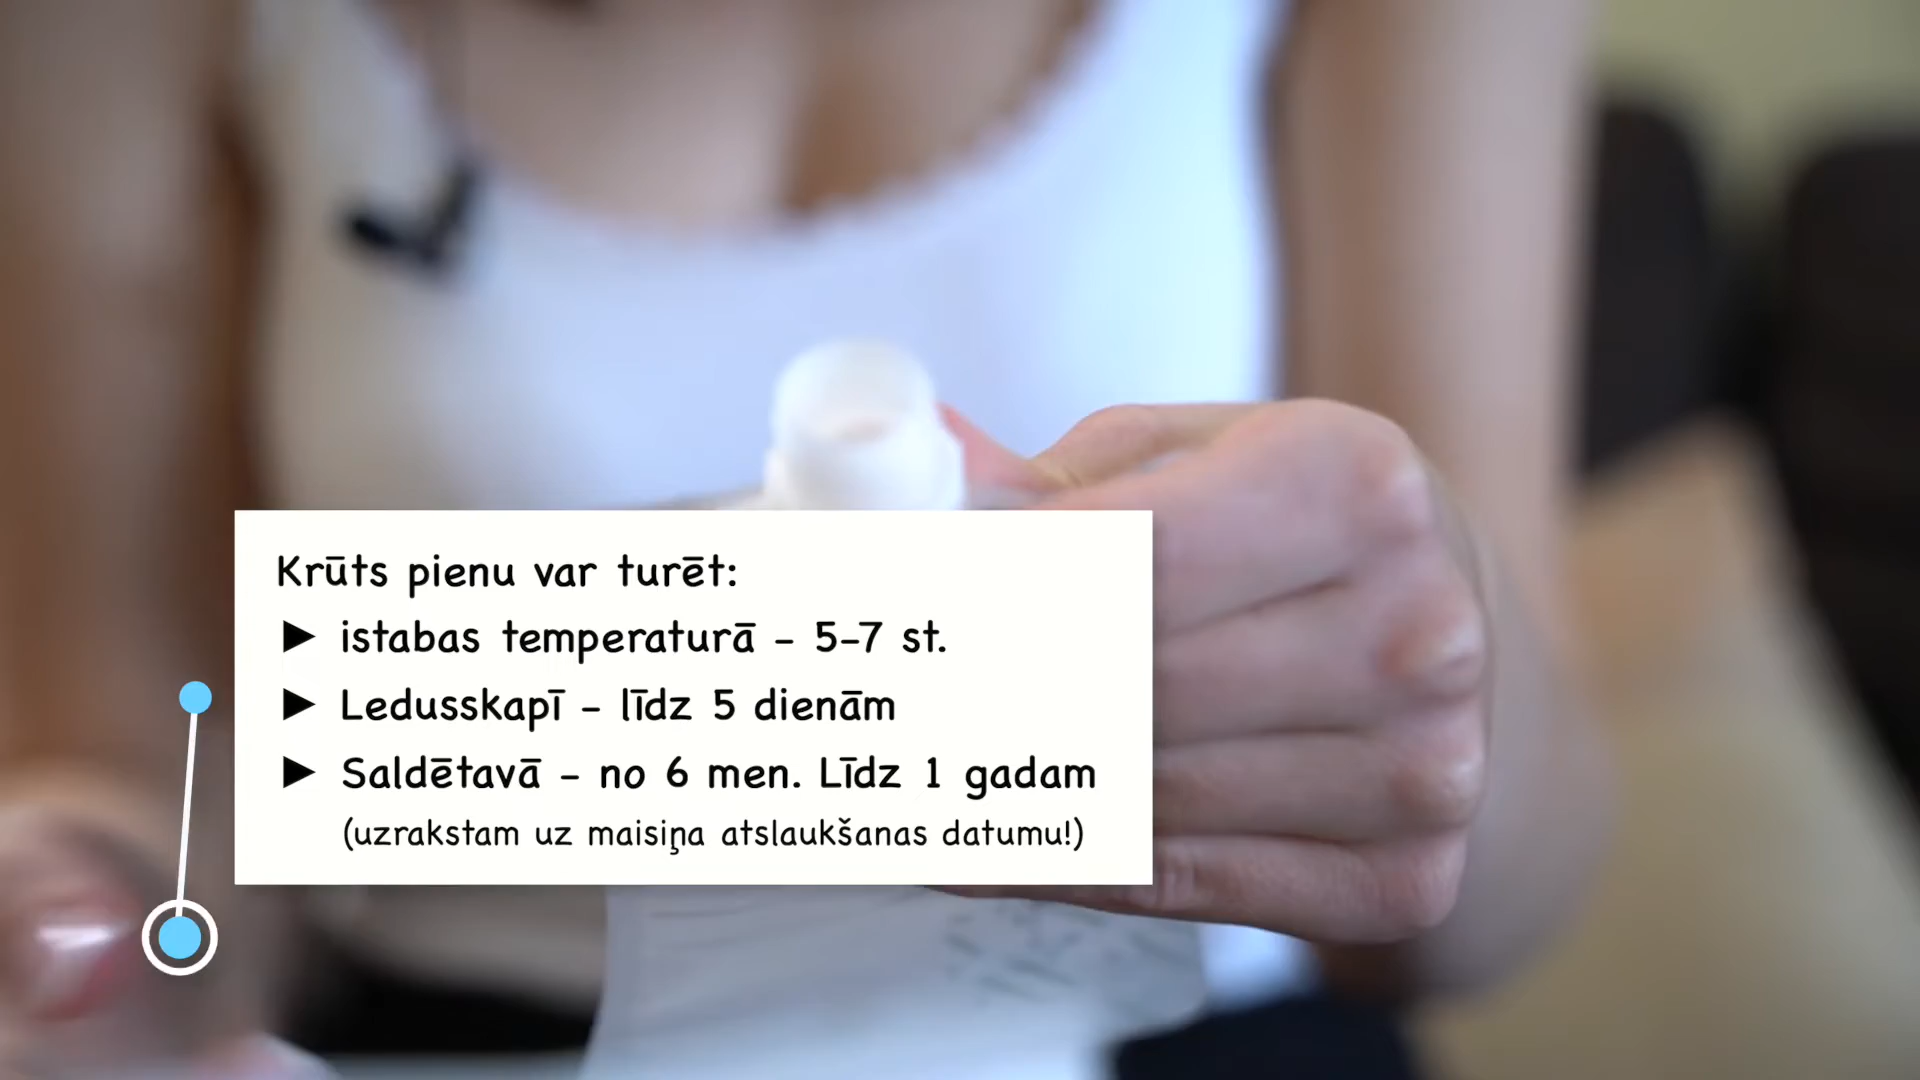 Krūts pienu var turēt:
► istabas temperatūrā - 5-7 st.
► Ledusskapī - līdz 5 dienām
► Saldētavā - no 6 men. Līdz 1 gadam
(uzrakstam uz maisiņa atslaukšanas datumu!)